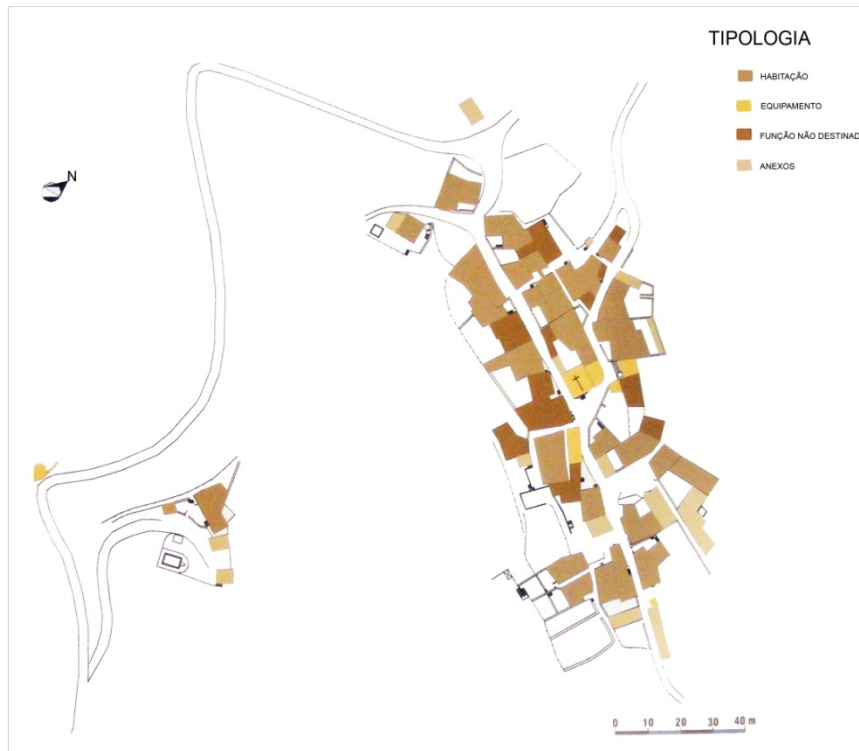 TIPOLOGIA
HABITAÇÃO
EQUIPAMENTO
FUNÇÃO NÃO DESTINAD
ANEXOS
N
0 10 20 30 40 m